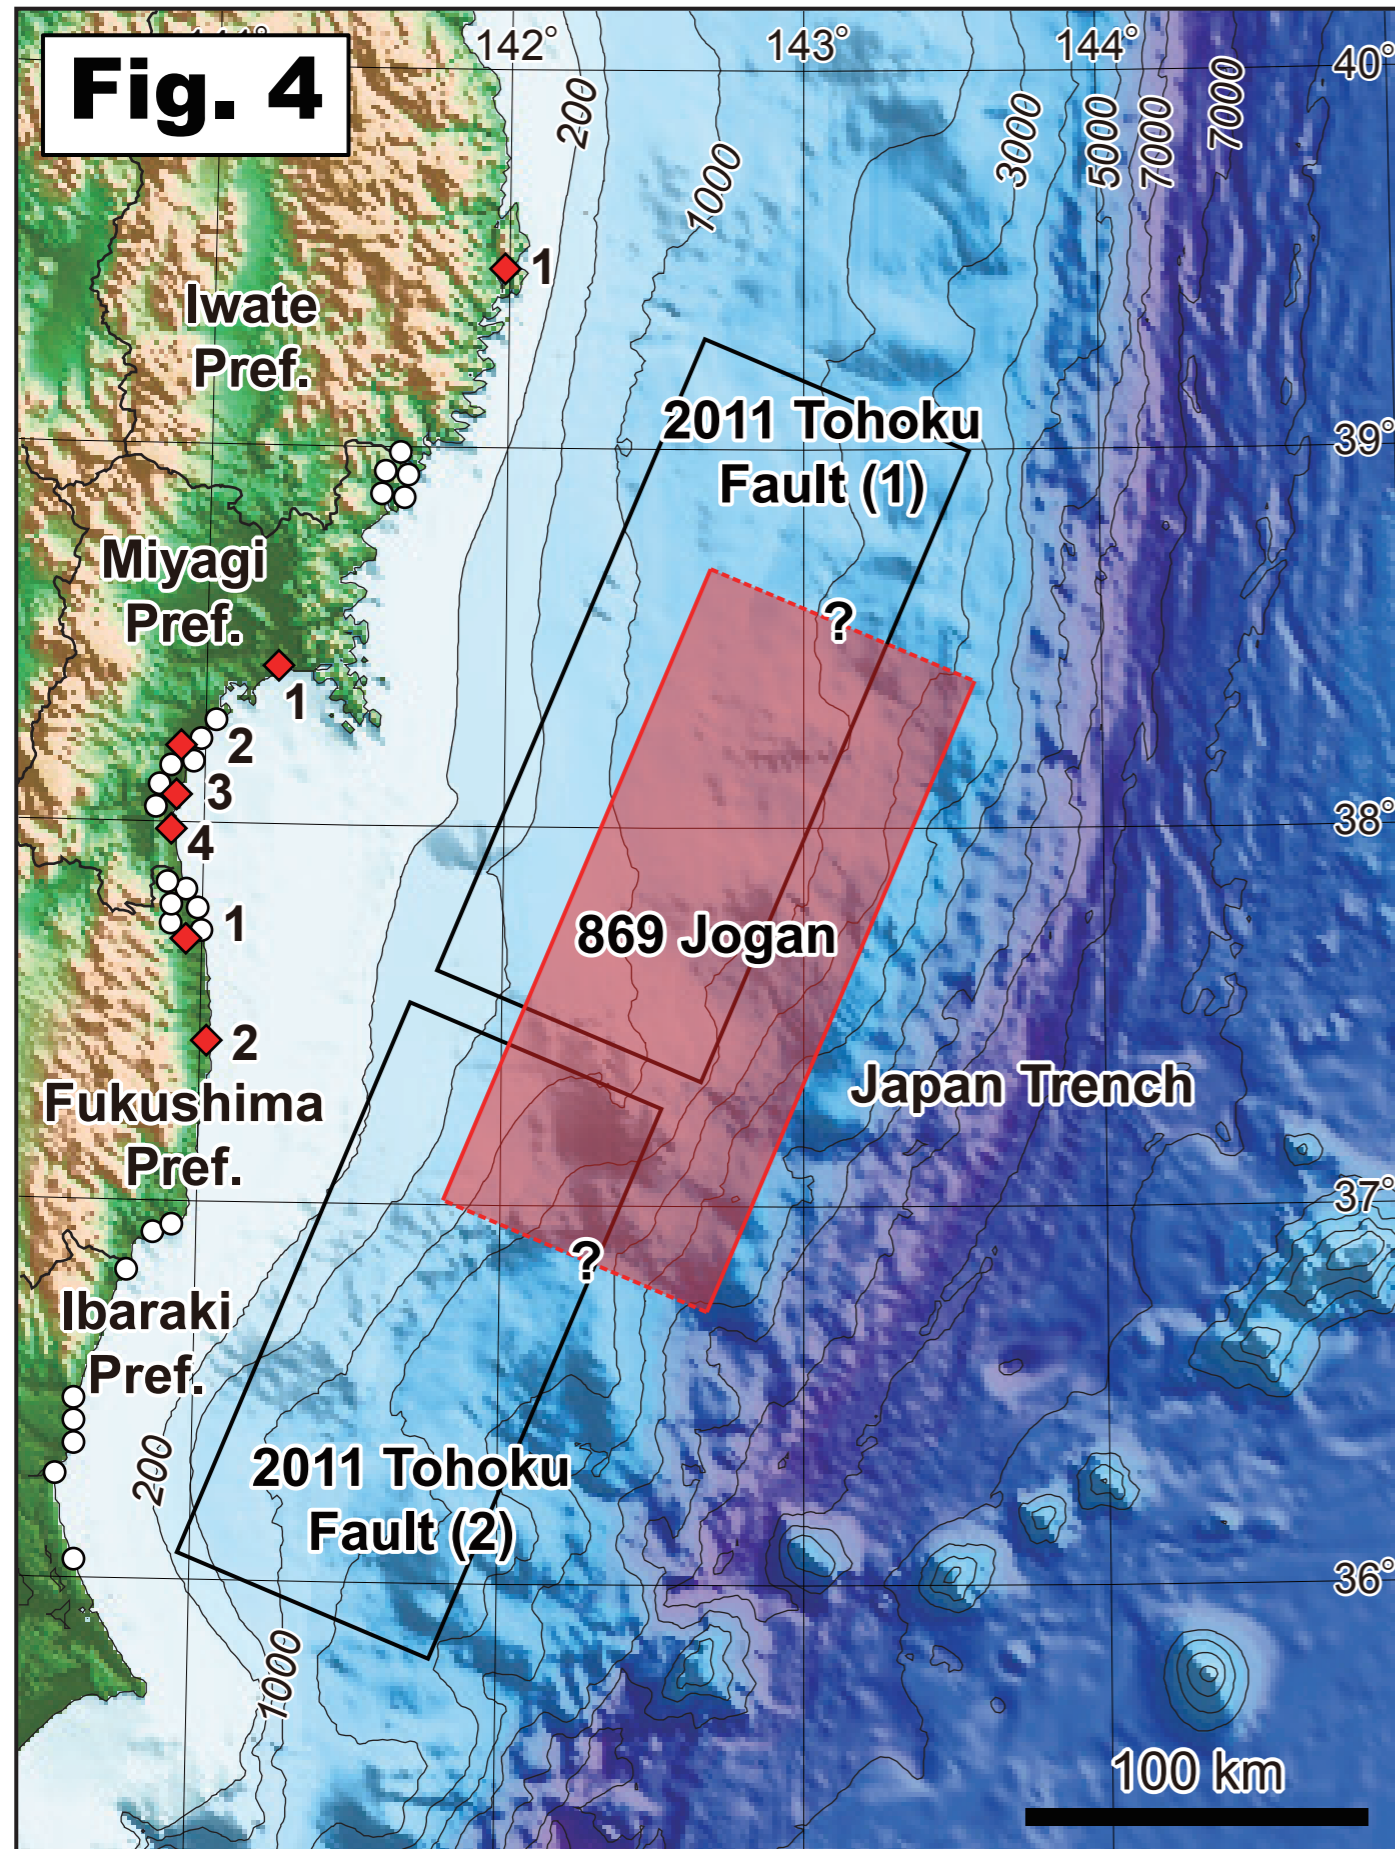 Fig. 4
142°
143°
144°
40°
200
1000
3000
5000
7000
7000
1
Iwate
Pref.
2011 Tohoku
Fault (1)
39°
Miyagi
Pref.
?
1
2
3
4
38°
1
869 Jogan
2
Japan Trench
Fukushima
Pref.
37°
?
Ibaraki
Pref.
200
2011 Tohoku
Fault (2)
36°
1000
100 km